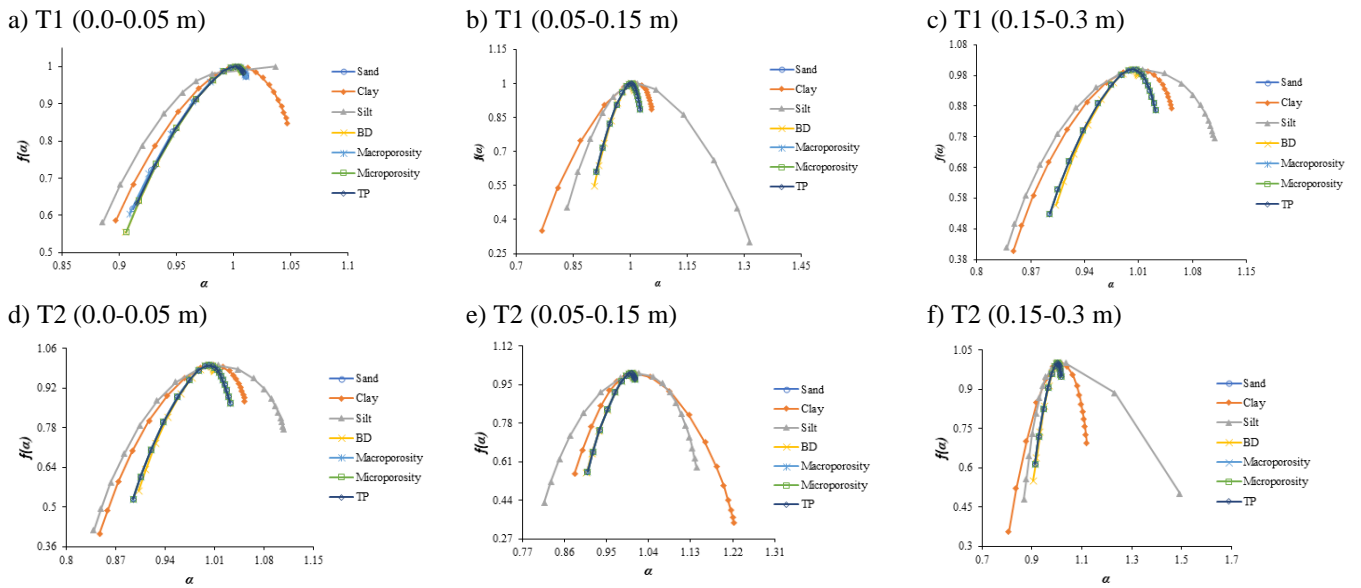 a) T1 (0.0-0.05 m)
1
0.9
0.8
0.7
0.6
0.5
0.85 0.9 0.95 1 1.05 1.1
f(α)
α
Sand
Clay
Silt
BD
Macroporosity
Microporosity
TP
b) T1 (0.05-0.15 m)
1.15
1
0.85
0.7
0.55
0.4
0.25
0.7 0.85 1 1.15 1.3 1.45
f(α)
α
Sand
Clay
Silt
BD
Macroporosity
Microporosity
TP
c) T1 (0.15-0.3 m)
1.08
0.98
0.88
0.78
0.68
0.58
0.48
0.38
0.8 0.87 0.94 1.01 1.08 1.15
f(α)
α
Sand
Clay
Silt
BD
Macroporosity
Microporosity
TP
d) T2 (0.0-0.05 m)
1.06
0.92
0.78
0.64
0.5
0.36
0.8 0.87 0.94 1.01 1.08 1.15
f(α)
α
Sand
Clay
Silt
BD
Macroporosity
Microporosity
TP
e) T2 (0.05-0.15 m)
1.12
0.95
0.78
0.61
0.44
0.27
0.77 0.86 0.95 1.04 1.13 1.22 1.31
f(α)
α
Sand
Clay
Silt
BD
Macroporosity
Microporosity
TP
f) T2 (0.15-0.3 m)
1.05
0.9
0.75
0.6
0.45
0.3
0.7 0.9 1.1 1.3 1.5 1.7
f(α)
α
Sand
Clay
Silt
BD
Macroporosity
Microporosity
TP